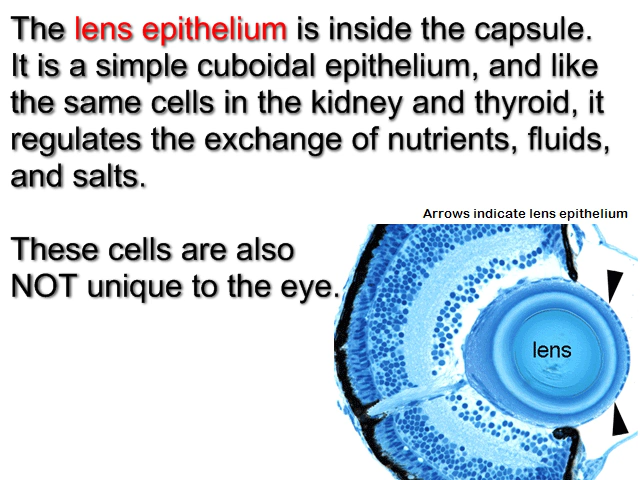 The lens epithelium is inside the capsule.
It is a simple cuboidal epithelium, and like
the same cells in the kidney and thyroid, it
regulates the exchange of nutrients, fluids,
and salts.
Arrows indicate lens epithelium
These cells are also
NOT unique to the eye.
lens